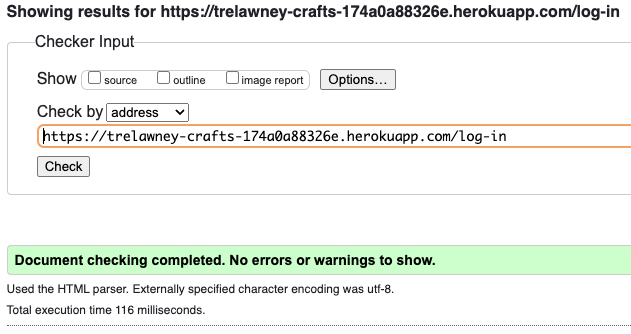 Showing results for https://trelawney-crafts-174a0a88326e.herokuapp.com/log-in
Checker Input
Show source outline image report Options...
Check by address
https://trelawney-crafts-174a0a88326e.herokuapp.com/log-in
Check
Document checking completed. No errors or warnings to show.
Used the HTML parser. Externally specified character encoding was utf-8.
Total execution time 116 milliseconds.